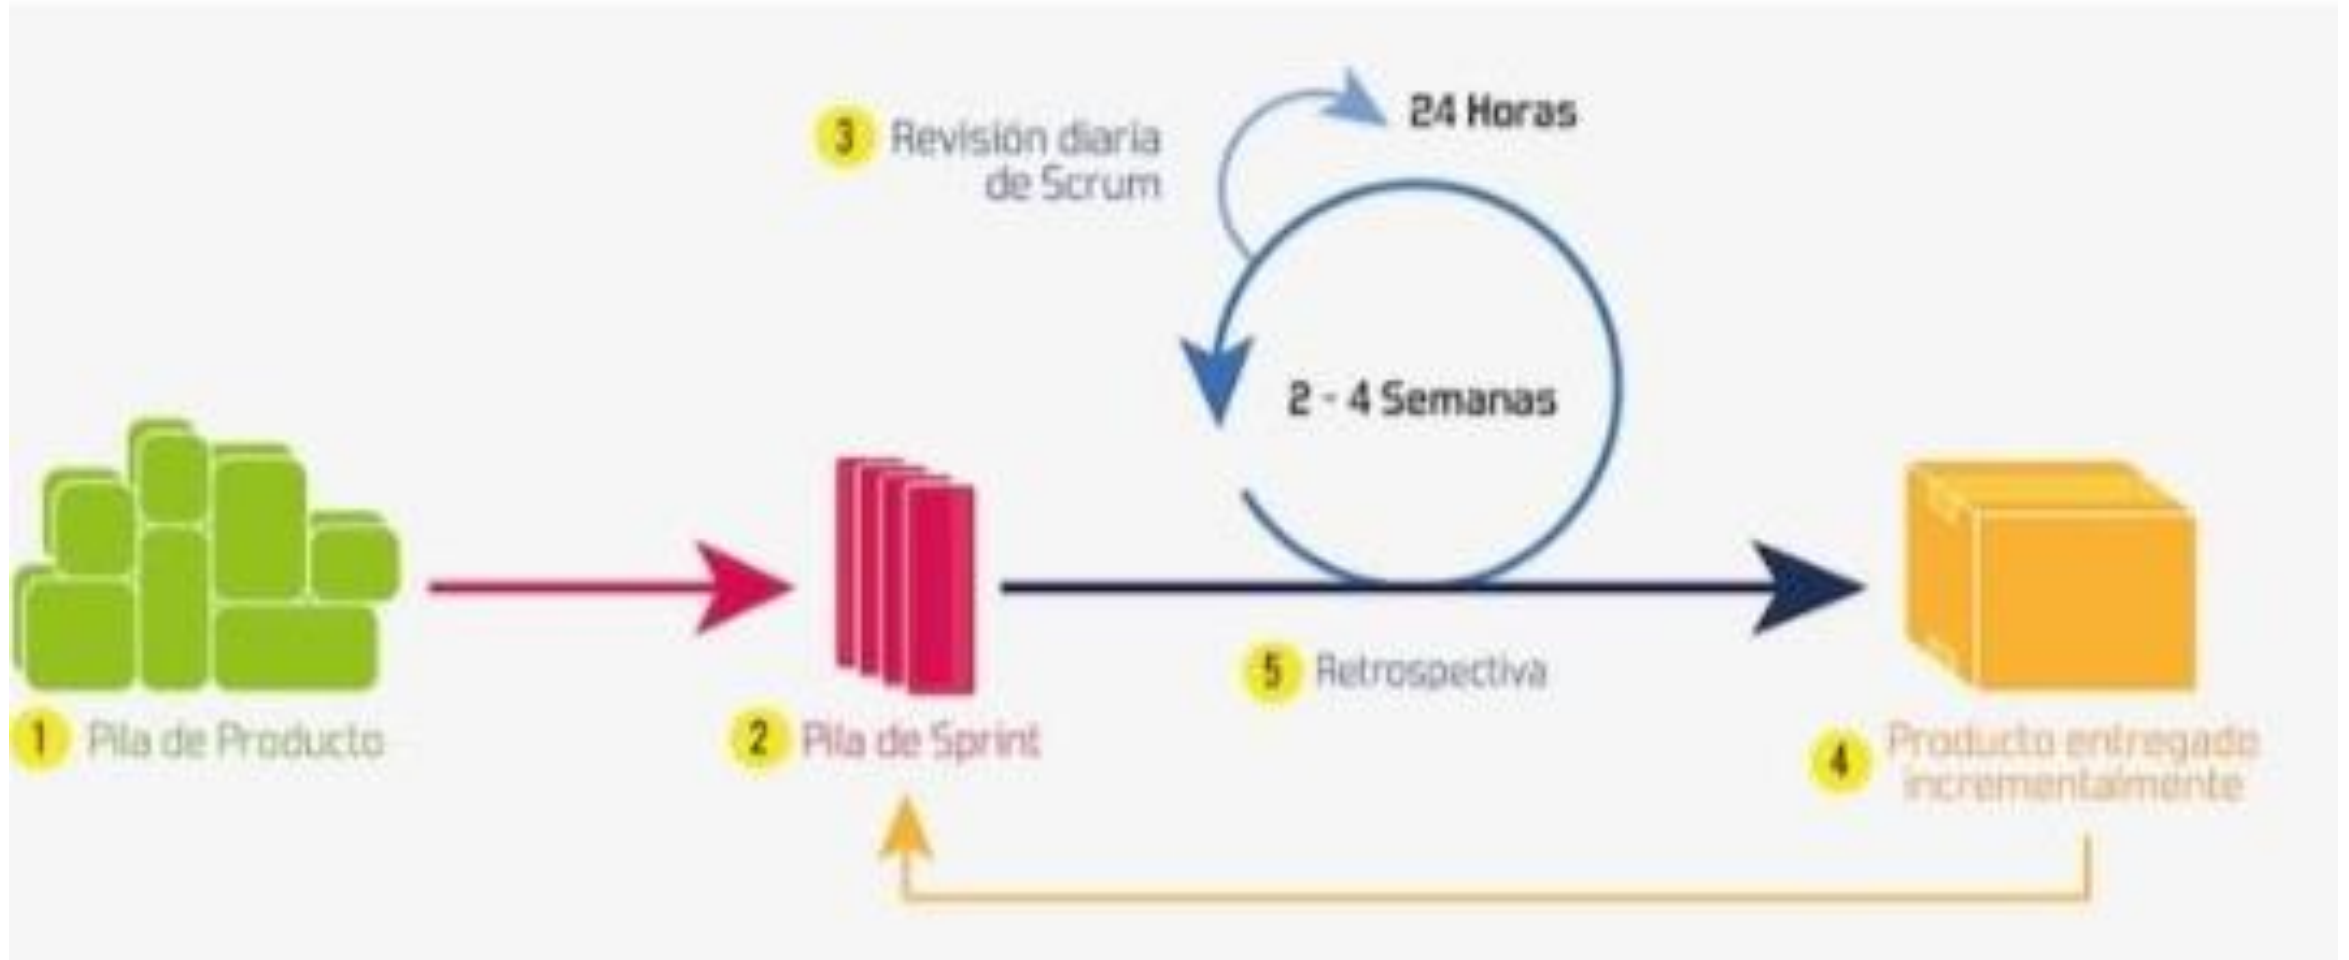 24 Horas
3 Revisión diaria
de Scrum
2 - 4 Semanas
5 Retrospectiva
1 Pila de Producto
2 Pila de Sprint
4 Producto entregado
incrementalmente